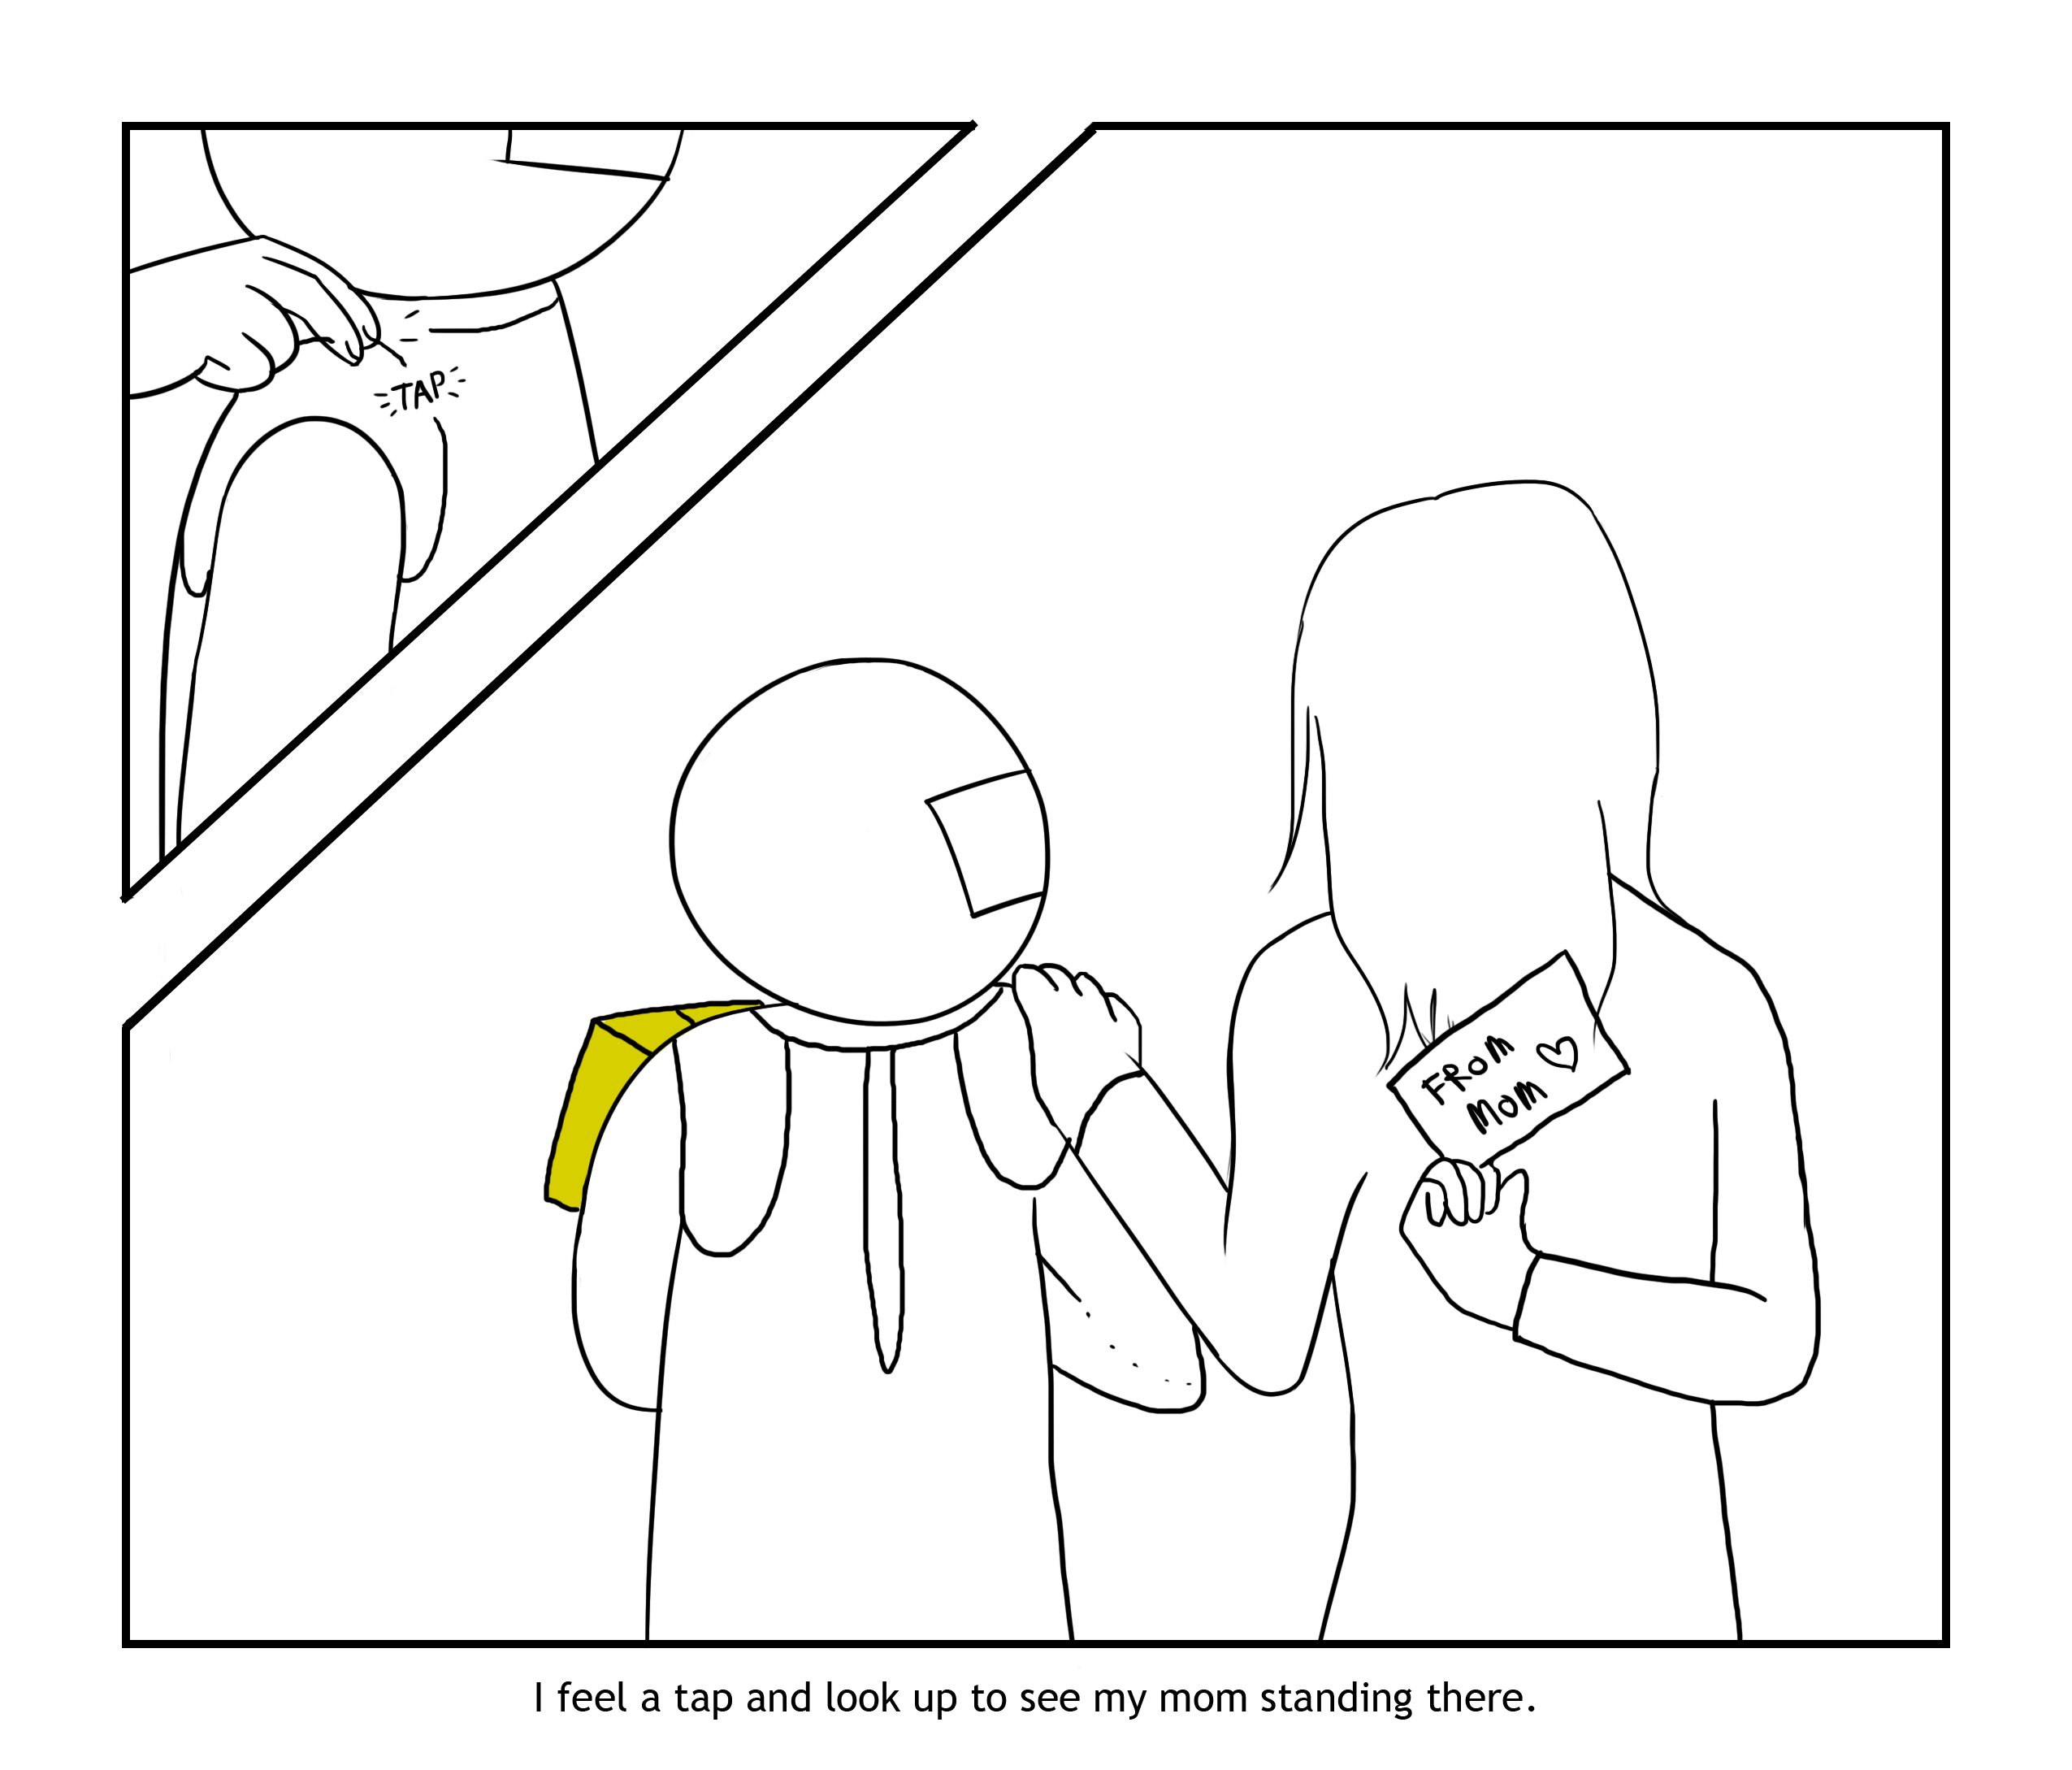 TAP
FROM
MOM ♡
I feel a tap and look up to see my mom standing there.